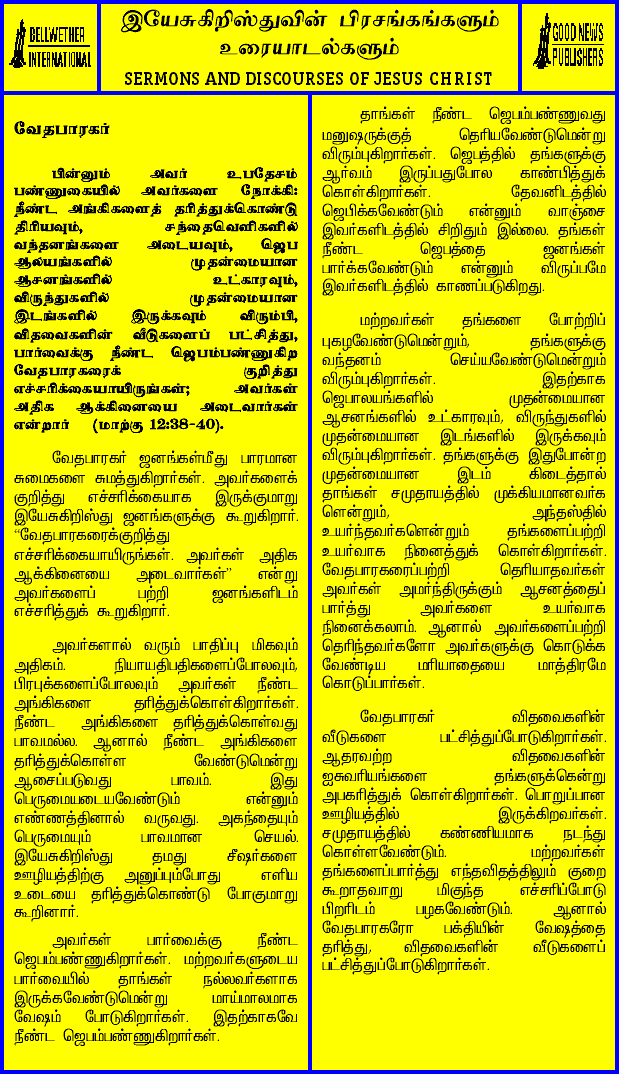 BELLWETHER
INTERNATIONAL
இயேசுகிறிஸ்துவின் பிரசங்கங்களும்
உரையாடல்களும்
SERMONS AND DISCOURSES OF JESUS CHRIST
GOOD NEWS
PUBLISHERS
வேதபாரகர்
பின்னும் அவர் உபதேசம்
பண்ணுகையில் அவர்களை நோக்கி:
நீண்ட அங்கிகளைத் தரித்துக்கொண்டு
திரியவும், சந்தைவெளிகளில்
வந்தனங்களை அடையவும், ஜெப
ஆலயங்களில் முதன்மையான
ஆசனங்களில் உட்காரவும்,
விருந்துகளில் முதன்மையான
இடங்களில் இருக்கவும் விரும்பி,
விதவைகளின் வீடுகளைப் பட்சித்து,
பார்வைக்கு நீண்ட ஜெபம்பண்ணுகிற
வேதபாரகரைக் குறித்து
எச்சரிக்கையாயிருங்கள்; அவர்கள்
அதிக ஆக்கினையை அடைவார்கள்
என்றார் (மாற்கு 12:38-40).
வேதபாரகர் ஜனங்கள்மீது பாரமான
சுமைகளை சுமத்துகிறார்கள். அவர்களைக்
குறித்து எச்சரிக்கையாக இருக்குமாறு
இயேசுகிறிஸ்து ஜனங்களுக்கு கூறுகிறார்.
“வேதபாரகரைக்குறித்து
எச்சரிக்கையாயிருங்கள். அவர்கள் அதிக
ஆக்கினையை அடைவார்கள்” என்று
அவர்களைப் பற்றி ஜனங்களிடம்
எச்சரித்துக் கூறுகிறார்.
அவர்களால் வரும் பாதிப்பு மிகவும்
அதிகம். நியாயதிபதிகளைப்போலவும்,
பிரபுக்களைப்போலவும் அவர்கள் நீண்ட
அங்கிகளை தரித்துக்கொள்கிறார்கள்.
நீண்ட அங்கிகளை தரித்துக்கொள்வது
பாவமல்ல. ஆனால் நீண்ட அங்கிகளை
தரித்துக்கொள்ள வேண்டுமென்று
ஆசைப்படுவது பாவம். இது
பெருமையடையவேண்டும் என்னும்
எண்ணத்தினால் வருவது. அகந்தையும்
பெருமையும் பாவமான செயல்.
இயேசுகிறிஸ்து தமது சீஷர்களை
ஊழியத்திற்கு அனுப்பும்போது எளிய
உடையை தரித்துக்கொண்டு போகுமாறு
கூறினார்.
அவர்கள் பார்வைக்கு நீண்ட
ஜெபம்பண்ணுகிறார்கள். மற்றவர்களுடைய
பார்வையில் தாங்கள் நல்லவர்களாக
இருக்கவேண்டுமென்று மாய்மாலமாக
வேஷம் போடுகிறார்கள். இதற்காகவே
நீண்ட ஜெபம்பண்ணுகிறார்கள்.
தாங்கள் நீண்ட ஜெபம்பண்ணுவது
மனுஷருக்குத் தெரியவேண்டுமென்று
விரும்புகிறார்கள். ஜெபத்தில் தங்களுக்கு
ஆர்வம் இருப்பதுபோல காண்பித்துக்
கொள்கிறார்கள். தேவனிடத்தில்
ஜெபிக்கவேண்டும் என்னும் வாஞ்சை
இவர்களிடத்தில் சிறிதும் இல்லை. தங்கள்
நீண்ட ஜெபத்தை ஜனங்கள்
பார்க்கவேண்டும் என்னும் விருப்பமே
இவர்களிடத்தில் காணப்படுகிறது.
மற்றவர்கள் தங்களை போற்றிப்
புகழவேண்டுமென்றும், தங்களுக்கு
வந்தனம் செய்யவேண்டுமென்றும்
விரும்புகிறார்கள். இதற்காக
ஜெபாலயங்களில் முதன்மையான
ஆசனங்களில் உட்காரவும், விருந்துகளில்
முதன்மையான இடங்களில் இருக்கவும்
விரும்புகிறார்கள். தங்களுக்கு இதுபோன்ற
முதன்மையான இடம் கிடைத்தால்
தாங்கள் சமுதாயத்தில் முக்கியமானவர்க
ளென்றும், அந்தஸ்தில்
உயர்ந்தவர்களென்றும் தங்களைப்பற்றி
உயர்வாக நினைத்துக் கொள்கிறார்கள்.
வேதபாரகரைப்பற்றி தெரியாதவர்கள்
அவர்கள் அமர்ந்திருக்கும் ஆசனத்தைப்
பார்த்து அவர்களை உயர்வாக
நினைக்கலாம். ஆனால் அவர்களைப்பற்றி
தெரிந்தவர்களோ அவர்களுக்கு கொடுக்க
வேண்டிய மரியாதையை மாத்திரமே
கொடுப்பார்கள்.
வேதபாரகர் விதவைகளின்
வீடுகளை பட்சித்துப்போடுகிறார்கள்.
ஆதரவற்ற விதவைகளின்
ஐசுவரியங்களை தங்களுக்கென்று
அபகரித்துக் கொள்கிறார்கள். பொறுப்பான
ஊழியத்தில் இருக்கிறவர்கள்.
சமுதாயத்தில் கண்ணியமாக நடந்து
கொள்ளவேண்டும். மற்றவர்கள்
தங்களைப்பார்த்து எந்தவிதத்திலும் குறை
கூறாதவாறு மிகுந்த எச்சரிப்போடு
பிறரிடம் பழகவேண்டும். ஆனால்
வேதபாரகரோ பக்தியின் வேஷத்தை
தரித்து, விதவைகளின் வீடுகளைப்
பட்சித்துப்போடுகிறார்கள்.